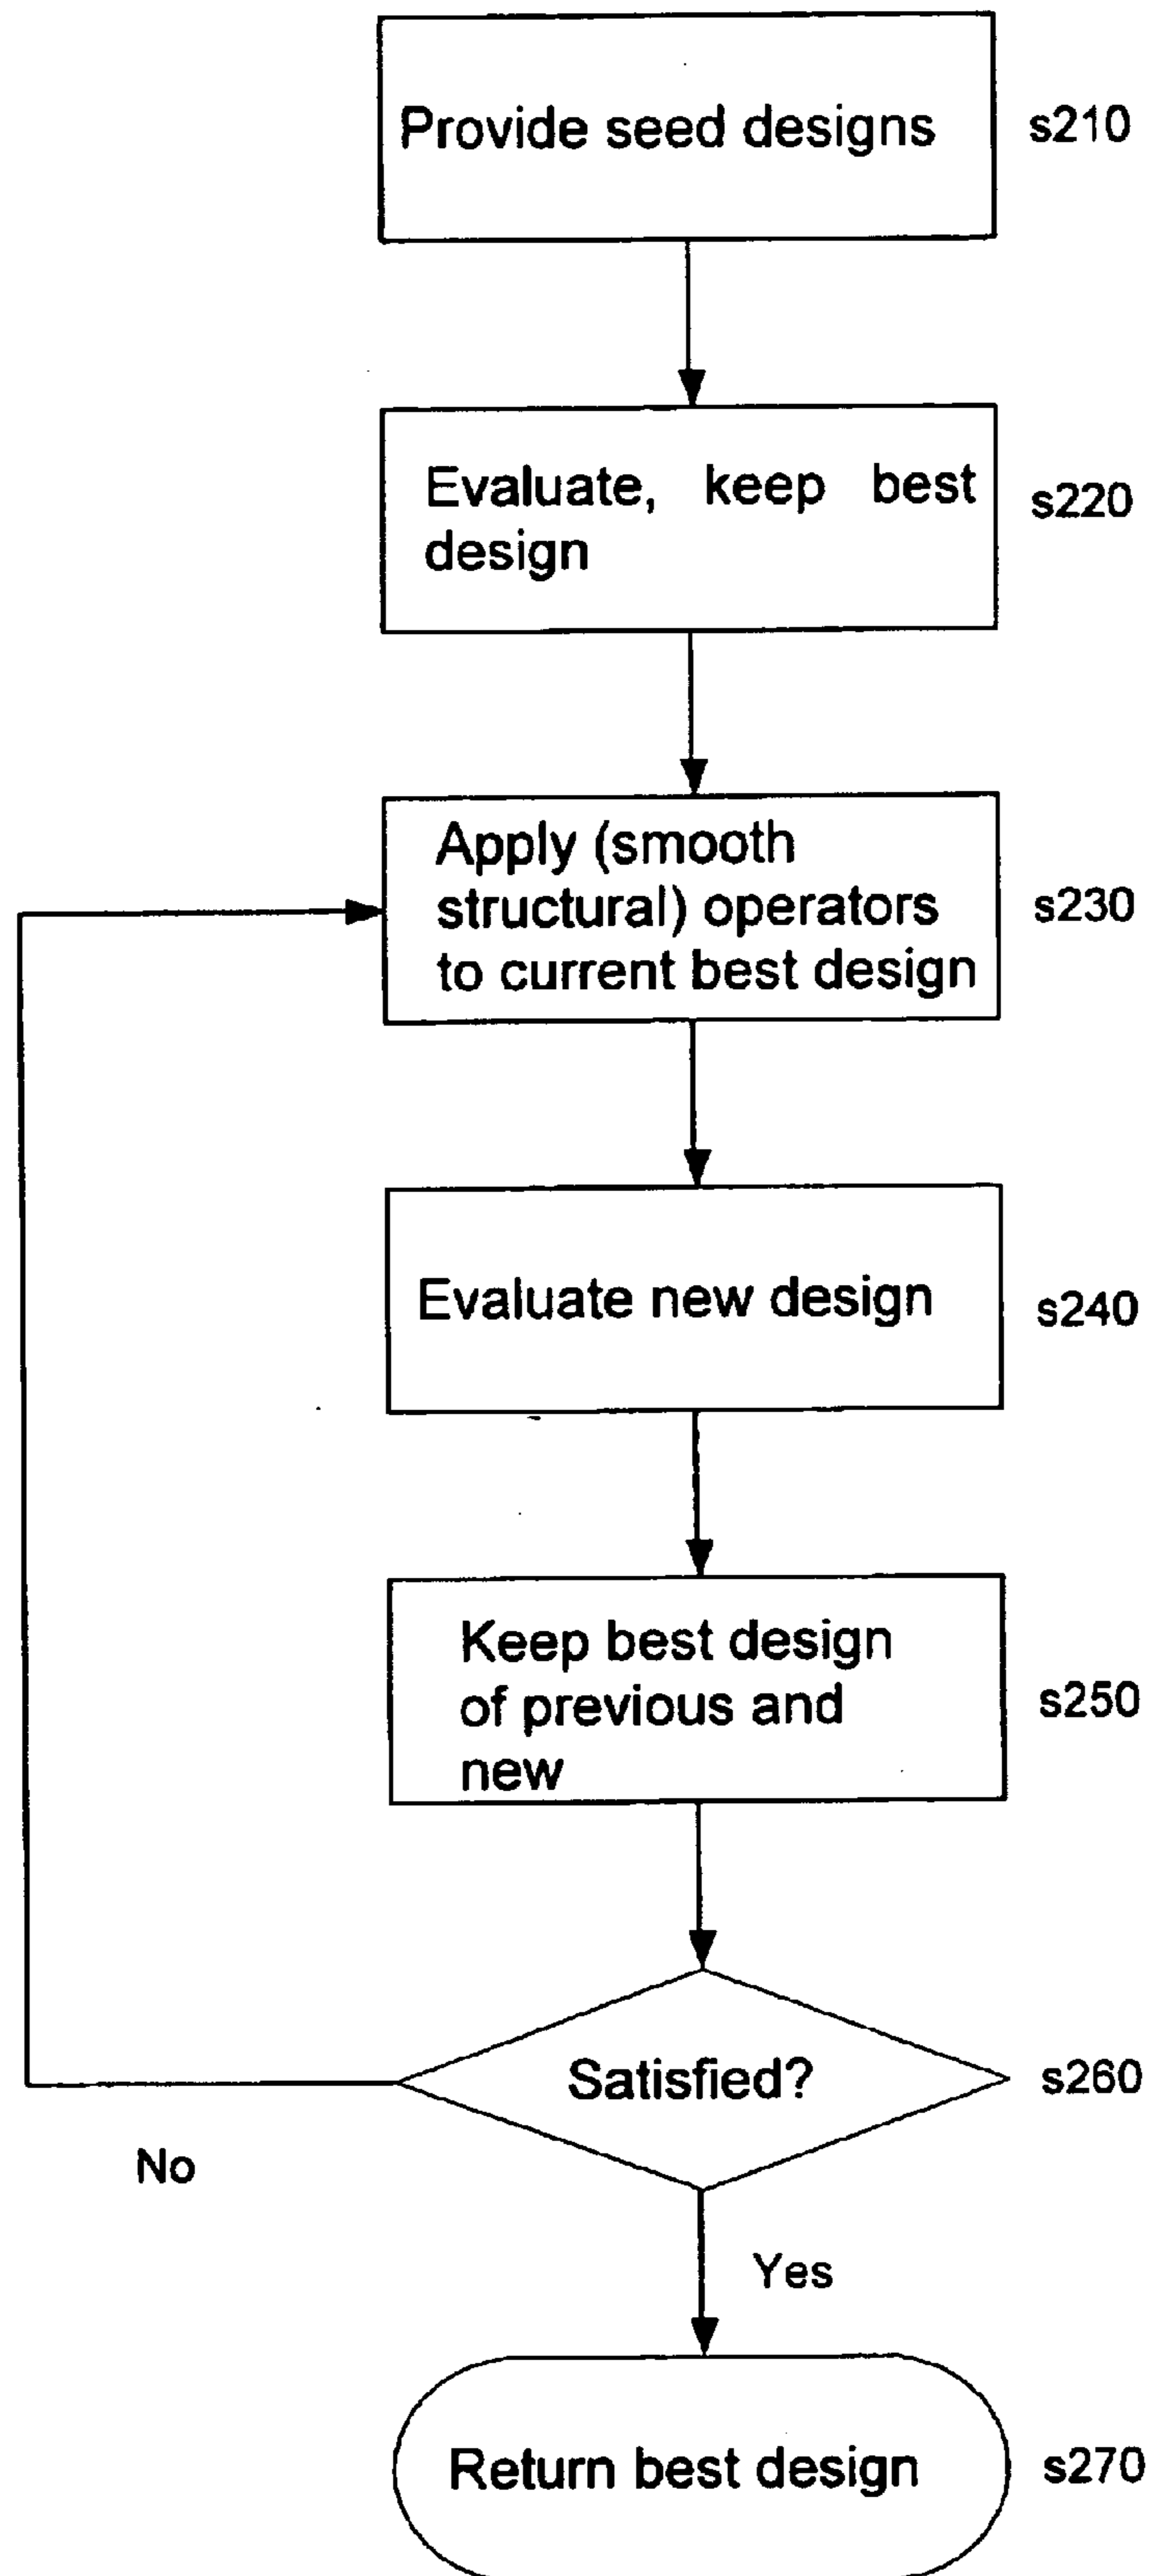 Provide seed designs
s210
Evaluate, keep best
design
s220
Apply (smooth
structural) operators
to current best design
s230
Evaluate new design
s240
Keep best design
of previous and
new
s250
Satisfied?
s260
No
Yes
Return best design
s270